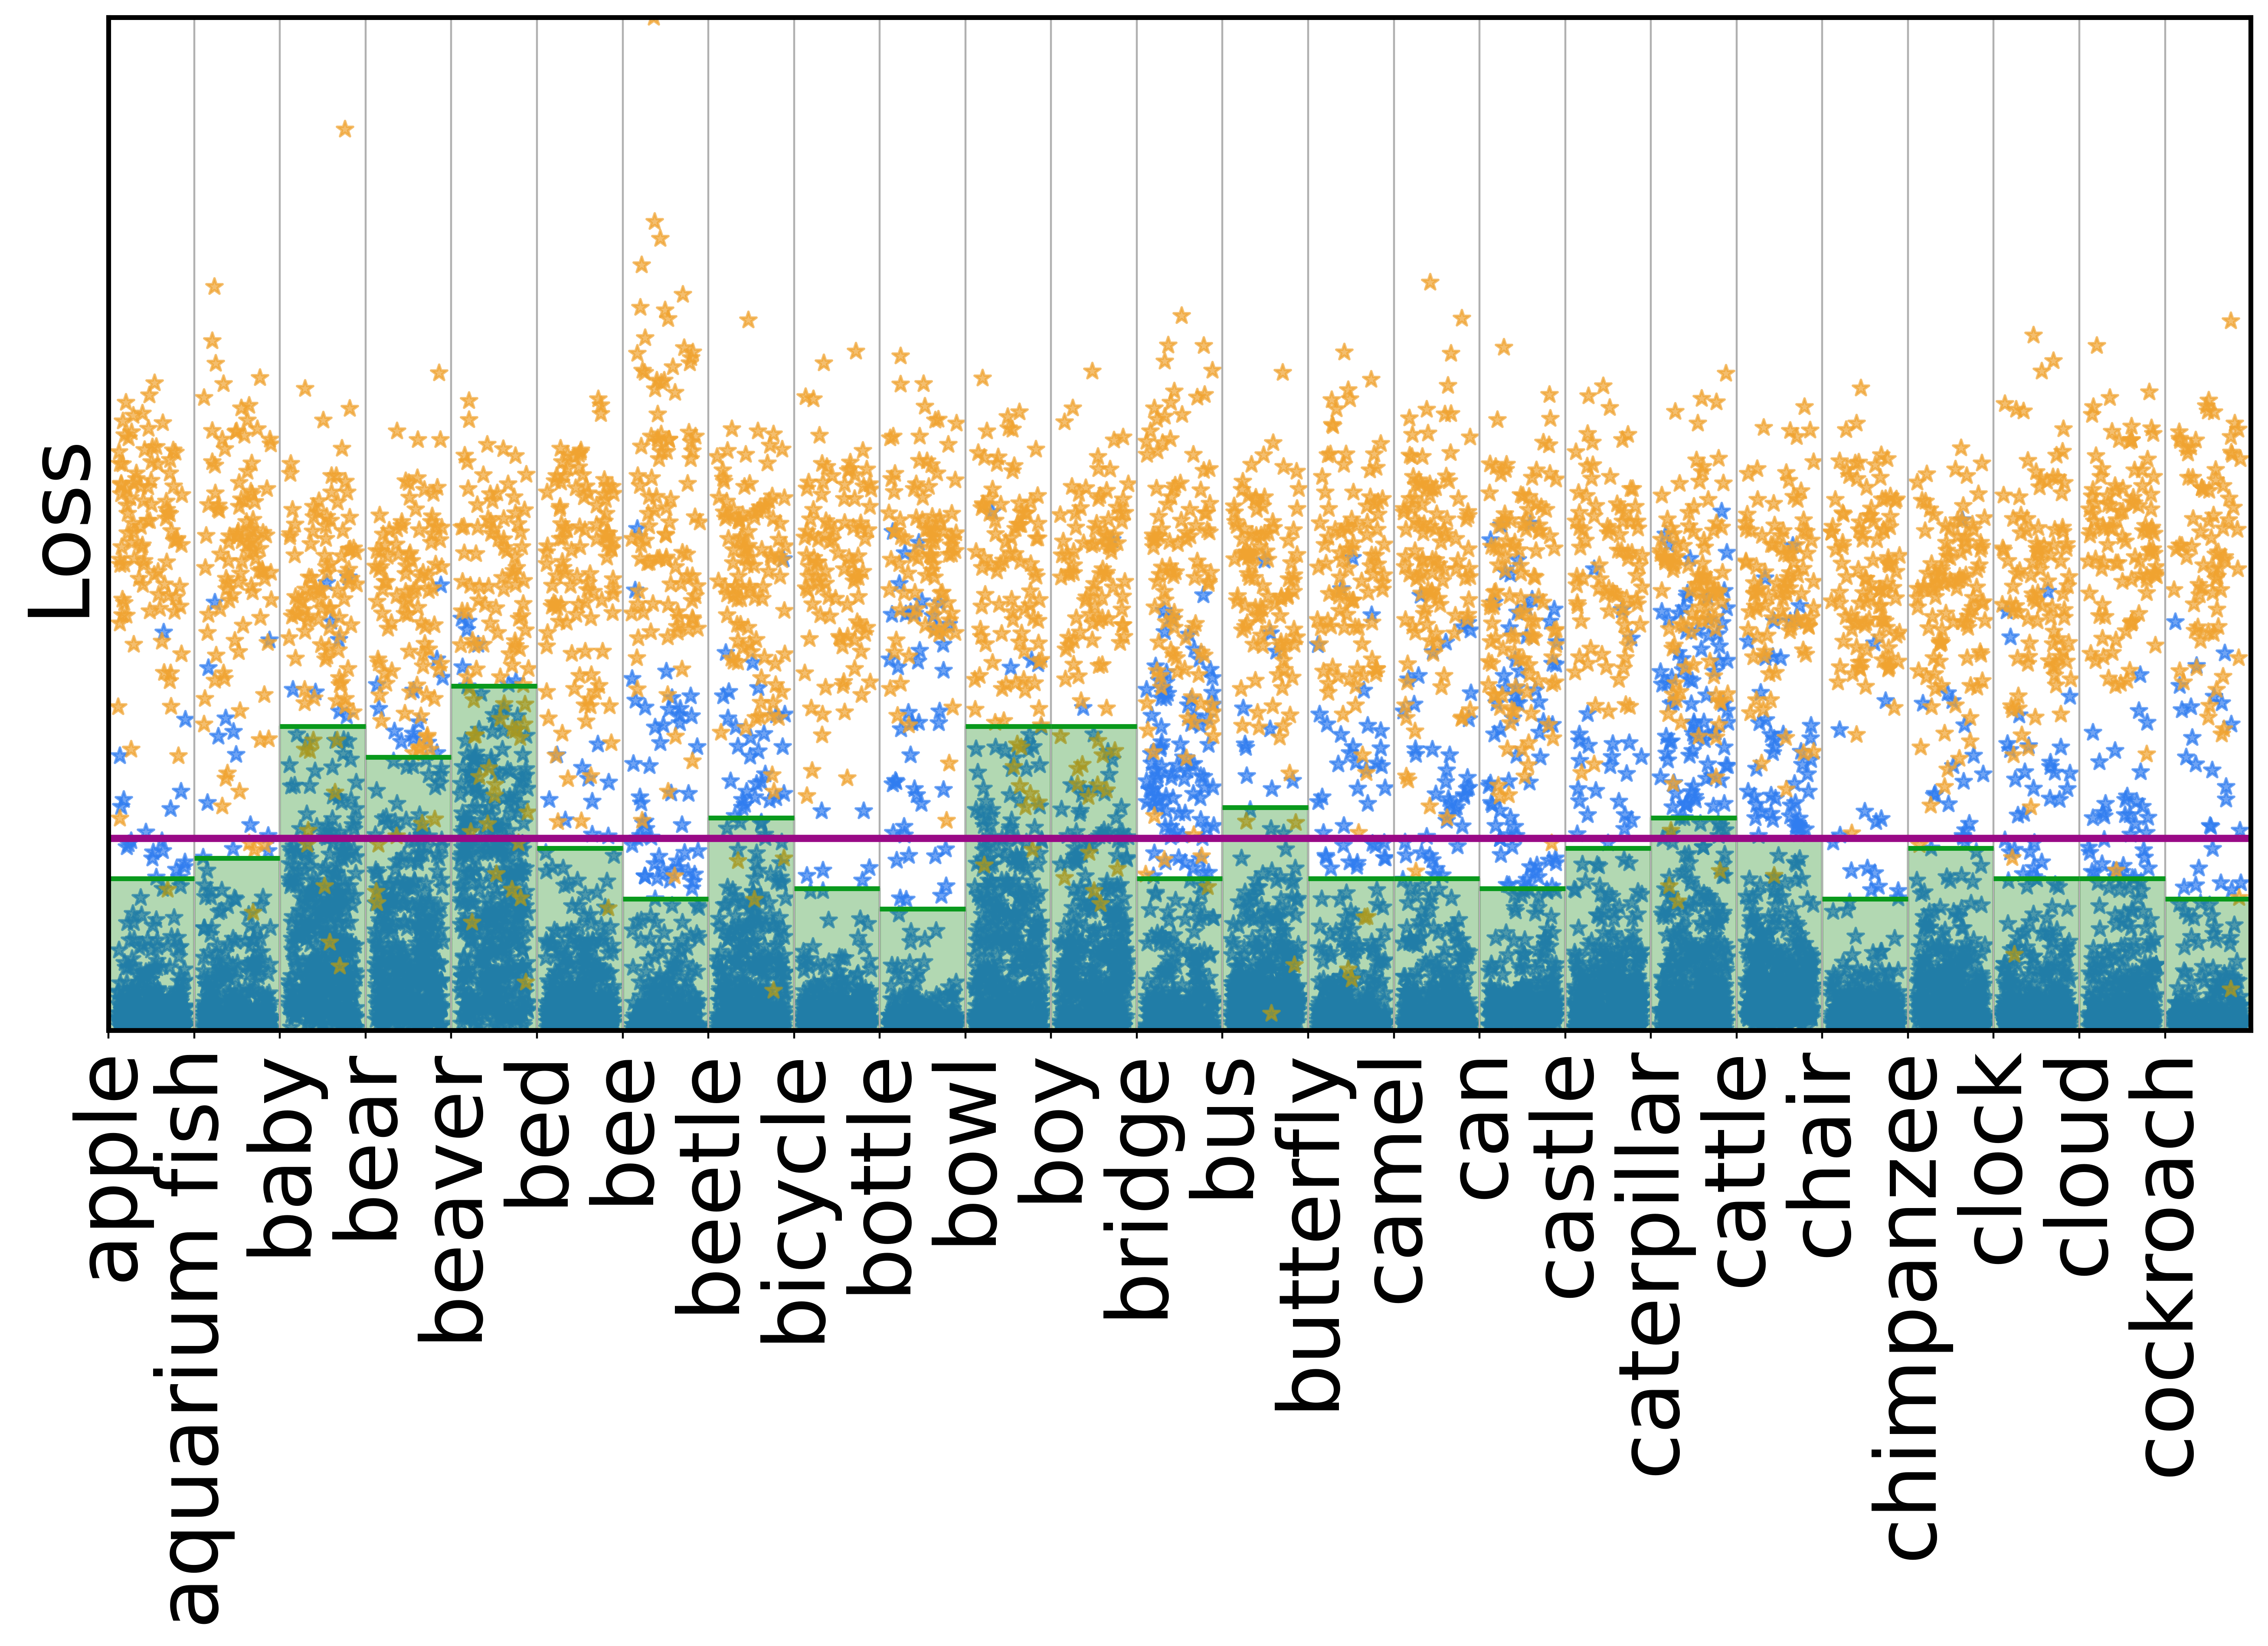 Loss
apple
aquarium fish
baby
bear
beaver
bed
bee
beetle
bicycle
bottle
bowl
boy
bridge
bus
butterfly
camel
can
castle
caterpillar
cattle
chair
chimpanzee
clock
cloud
cockroach